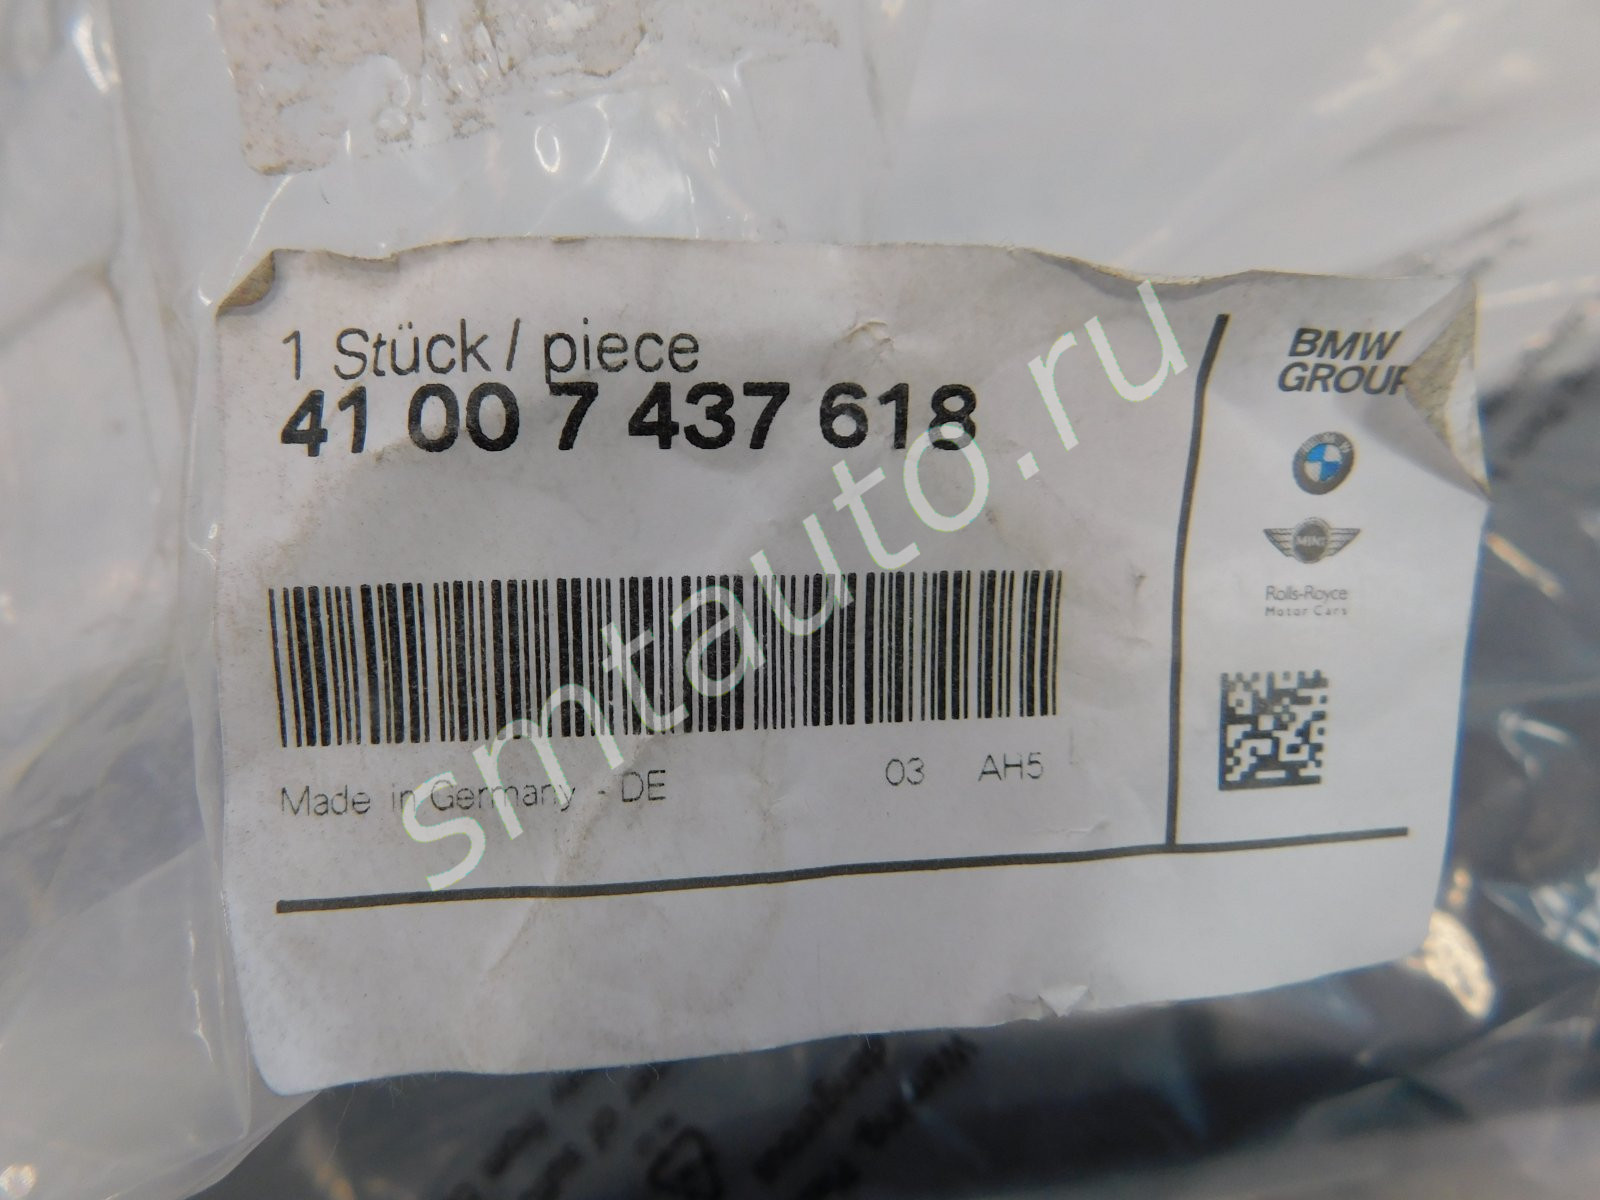 1 Stück / piece
41 00 7 437 618
Made in Germany - DE
03 AH5
BMW
GROUP
MINI
Rolls-Royce
Motor Cars
smtauto.ru